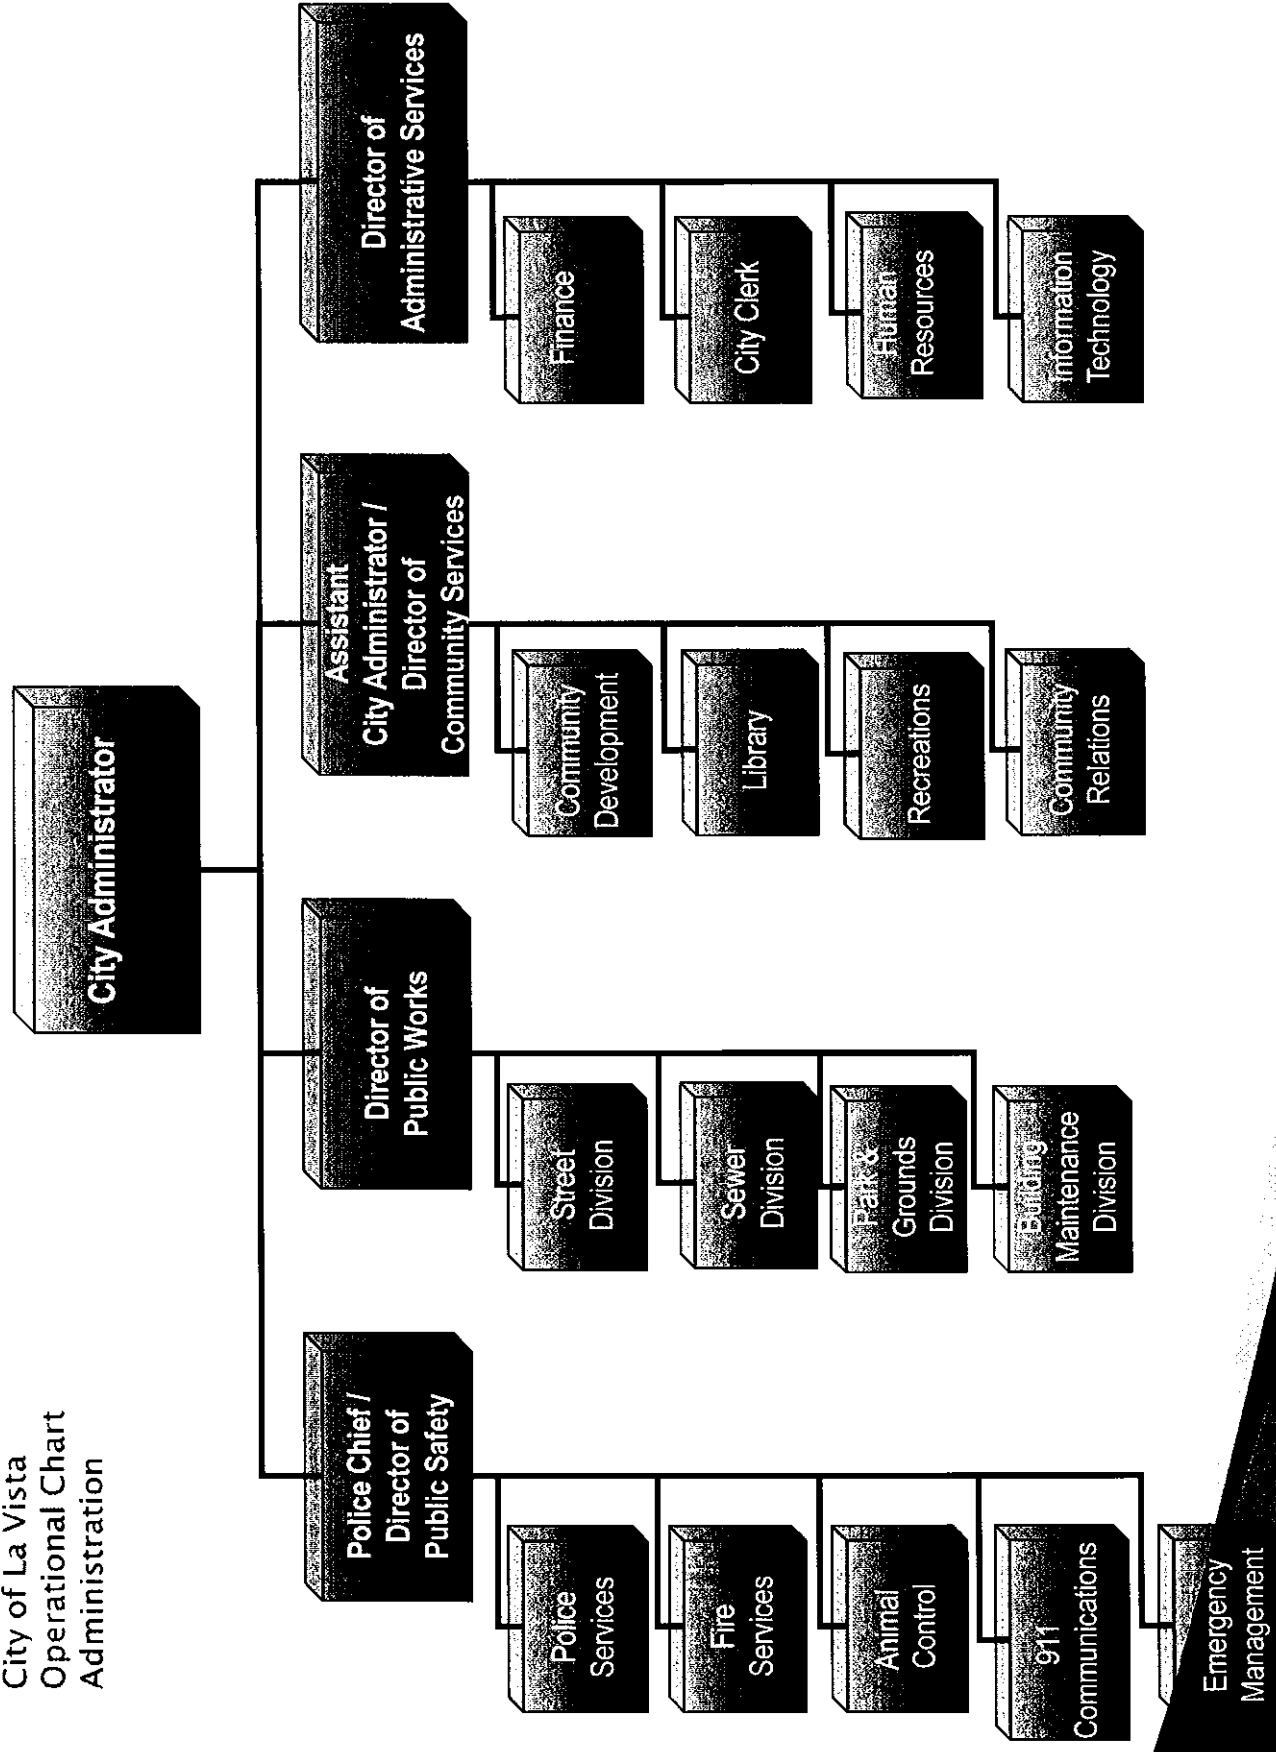 City of La Vista
Operational Chart
Administration
City Administrator
Police Chief /
Director of
Public Safety
Police
Services
Fire
Services
Animal
Control
911
Communications
Emergency
Management
Director of
Public Works
Street
Division
Sewer
Division
Park &
Grounds
Division
Building
Maintenance
Division
Assistant
City Administrator /
Director of
Community Services
Community
Development
Library
Recreations
Community
Relations
Director of
Administrative Services
Finance
City Clerk
Human
Resources
Information
Technology